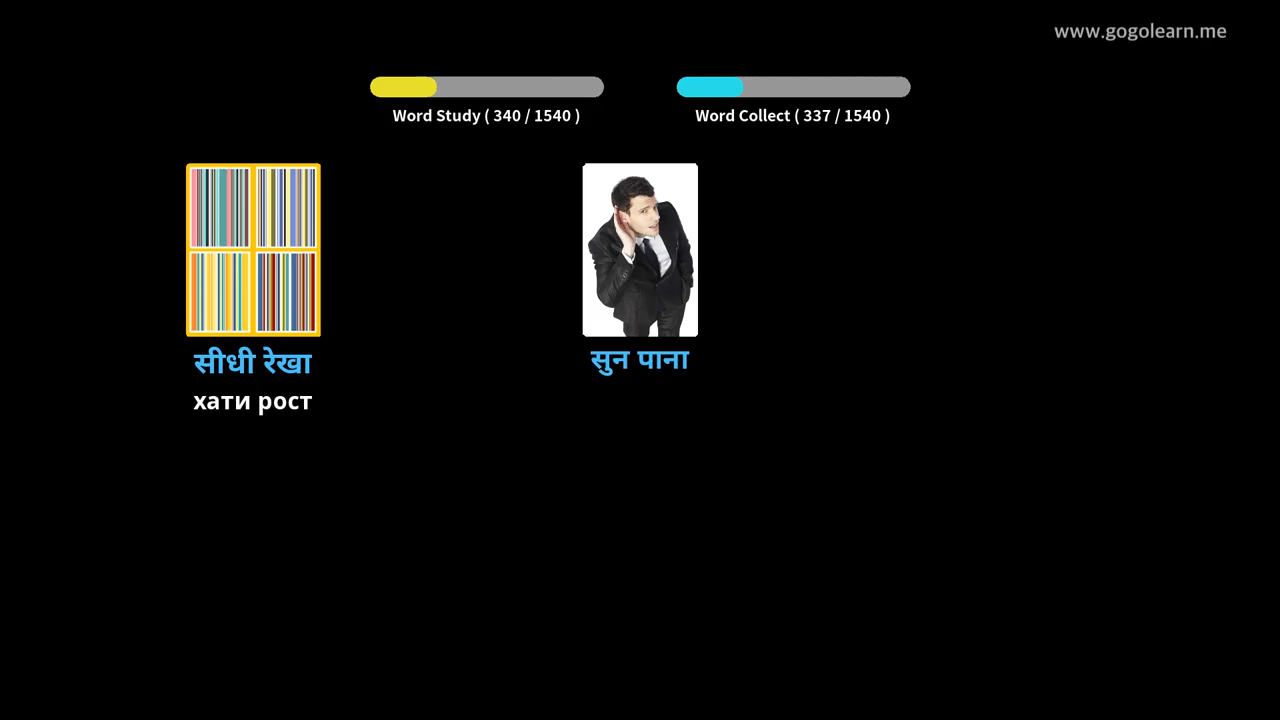 www.gogolearn.me
Word Study ( 340 / 1540 )
Word Collect ( 337 / 1540 )
सीधी रेखा
хати рост
सुन पाना